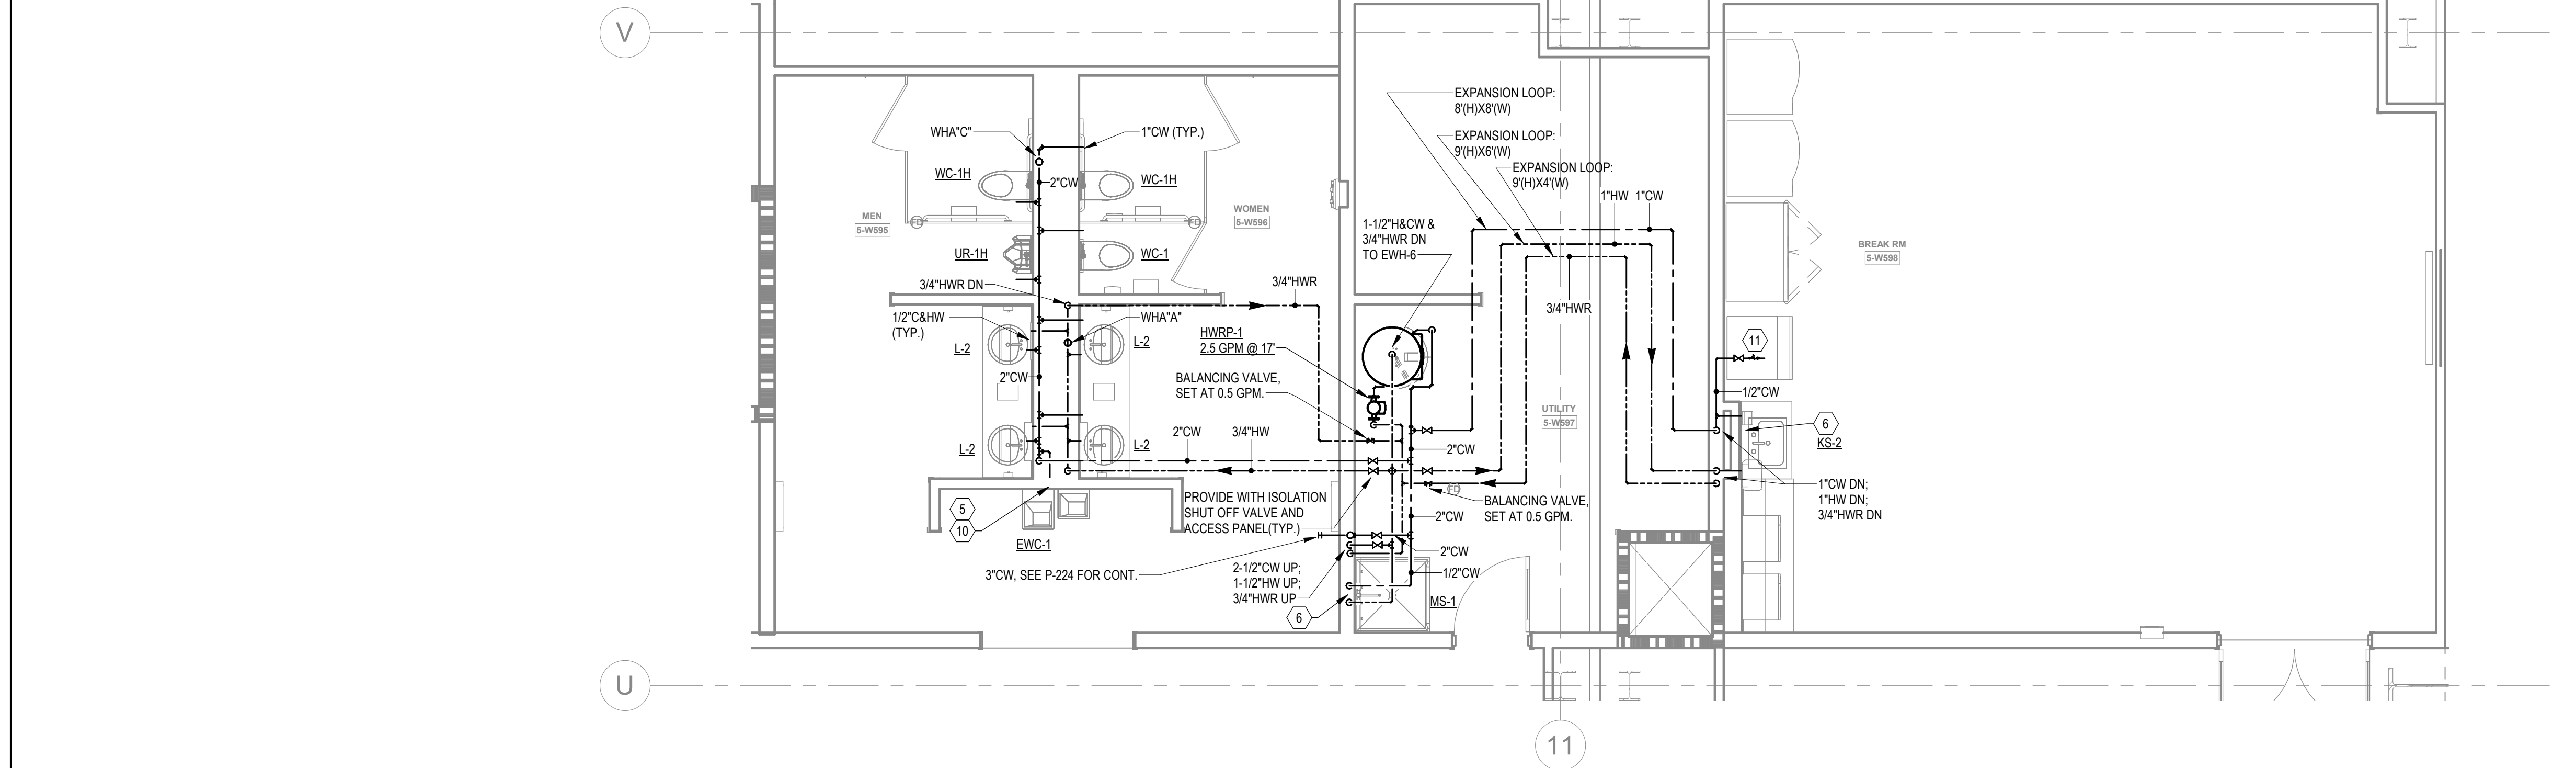 V
EXPANSION LOOP:
8'(H)X8'(W)
EXPANSION LOOP:
9'(H)X6'(W)
EXPANSION LOOP:
9'(H)X4'(W)
WHA"C"
1"CW (TYP.)
WC-1H
2"CW
WC-1H
1"HW
1"CW
MEN
5-W595
WOMEN
5-W596
1-1/2"H&CW &
3/4"HWR DN
TO EWH-6
BREAK RM
5-W598
UR-1H
WC-1
3/4"HWR DN
3/4"HWR
3/4"HWR
1/2"C&HW
(TYP.)
WHA"A"
HWRP-1
2.5 GPM @ 17'
L-2
L-2
11
2"CW
BALANCING VALVE,
SET AT 0.5 GPM.
1/2"CW
UTILITY
5-W597
6
KS-2
L-2
L-2
2"CW
3/4"HW
2"CW
PROVIDE WITH ISOLATION
SHUT OFF VALVE AND
ACCESS PANEL(TYP.)
FD
BALANCING VALVE,
SET AT 0.5 GPM.
1"CW DN;
1"HW DN;
3/4"HWR DN
5
10
2"CW
EWC-1
2"CW
3"CW, SEE P-224 FOR CONT.
2-1/2"CW UP;
1-1/2"HW UP;
3/4"HWR UP
1/2"CW
MS-1
6
U
11